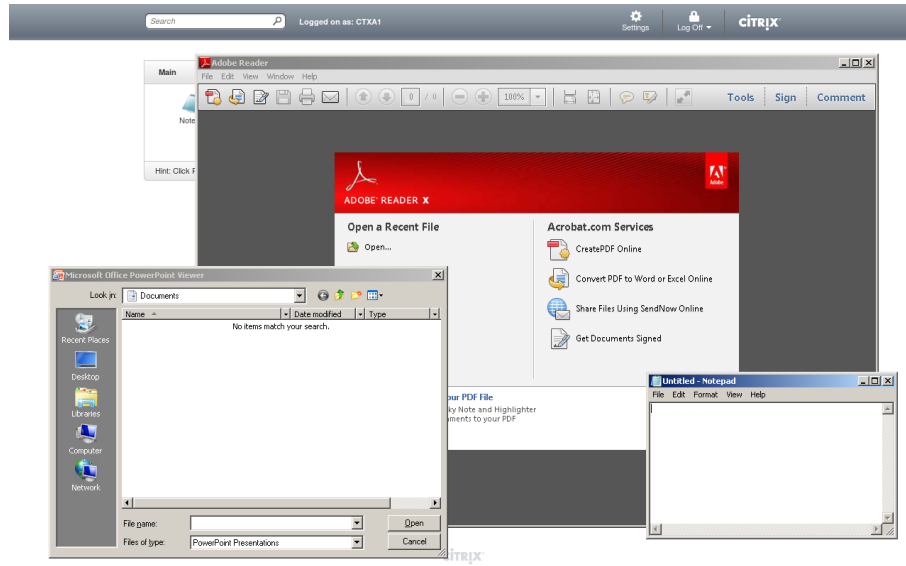 Search
Logged on as: CTXA1
Settings
Log Off
CİTRIX
Main
Note
Hint: Click
Adobe Reader
File Edit View Window Help
0 / 0
100%
Tools Sign Comment
ADOBE® READER X
Adobe
Open a Recent File
Open...
Acrobat.com Services
CreatePDF Online
Convert PDF to Word or Excel Online
Share Files Using SendNow Online
Get Documents Signed
our PDF File
ky Note and Highlighter
ments to your PDF
Microsoft Office PowerPoint Viewer
Look in:
Documents
Name
Date modified
Type
No items match your search.
Recent Places
Desktop
Libraries
Computer
Network
File name:
Open
Files of type:
PowerPoint Presentations
Cancel
Untitled - Notepad
File Edit Format View Help
CİTRIX